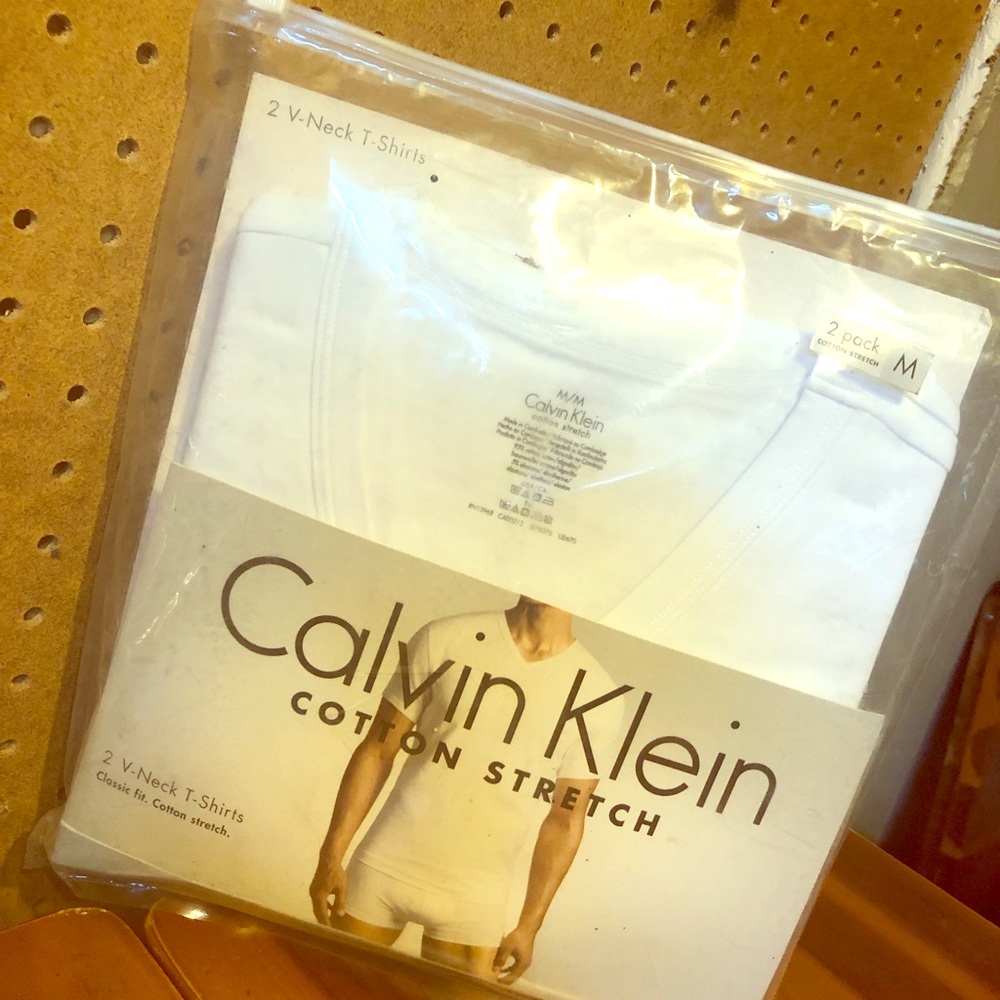 2 V-Neck T-Shirts
2 pack
COTTON STRETCH
M
M/M
Calvin Klein
cotton stretch
Calvin Klein
COTTON STRETCH
2 V-Neck T-Shirts
Classic fit. Cotton stretch.